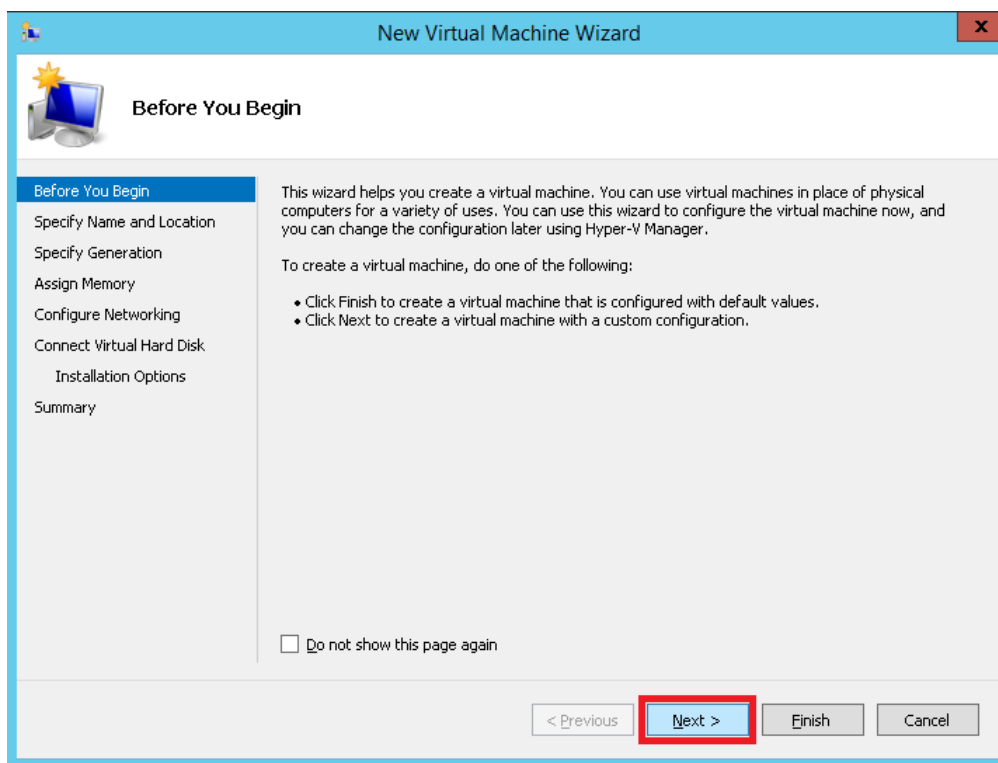 New Virtual Machine Wizard
x
Before You Begin
Before You Begin
Specify Name and Location
Specify Generation
Assign Memory
Configure Networking
Connect Virtual Hard Disk
Installation Options
Summary
This wizard helps you create a virtual machine. You can use virtual machines in place of physical
computers for a variety of uses. You can use this wizard to configure the virtual machine now, and
you can change the configuration later using Hyper-V Manager.
To create a virtual machine, do one of the following:
• Click Finish to create a virtual machine that is configured with default values.
• Click Next to create a virtual machine with a custom configuration.
Do not show this page again
< Previous Next > Finish Cancel